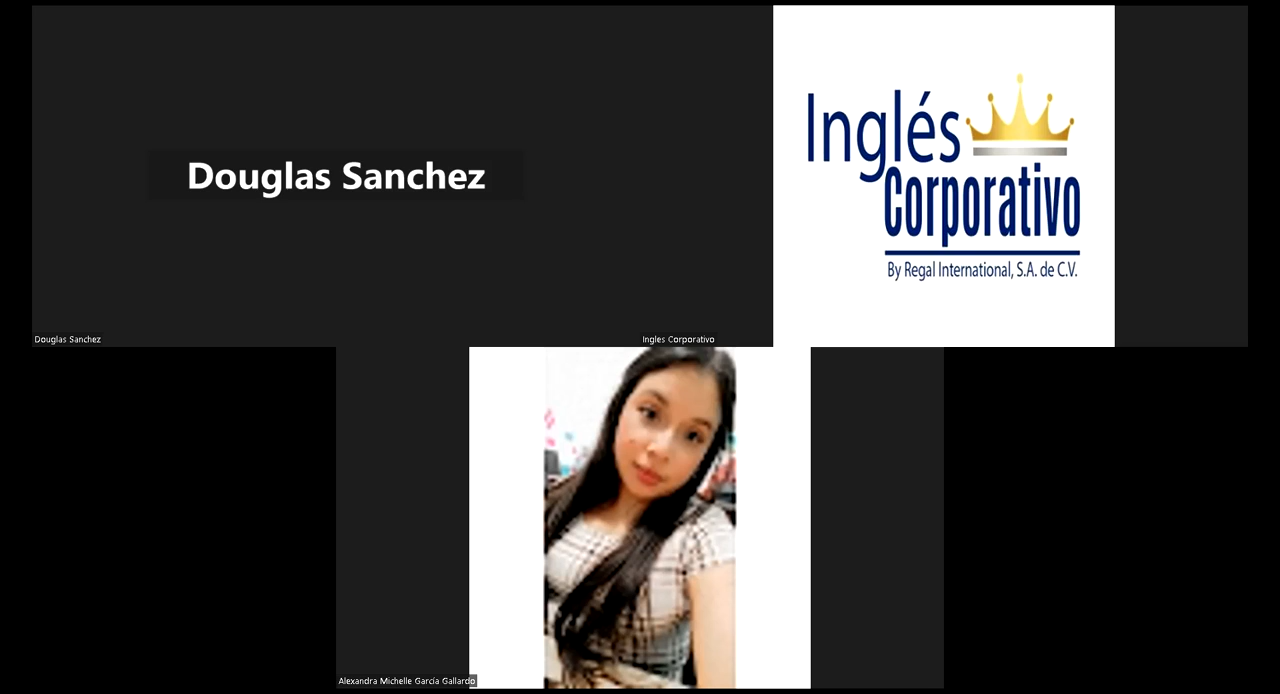 Douglas Sanchez
Inglés
Corporativo
By Regal International, S.A. de C.V.
Douglas Sanchez
Ingles Corporativo
Alexandra Michelle García Gallardo